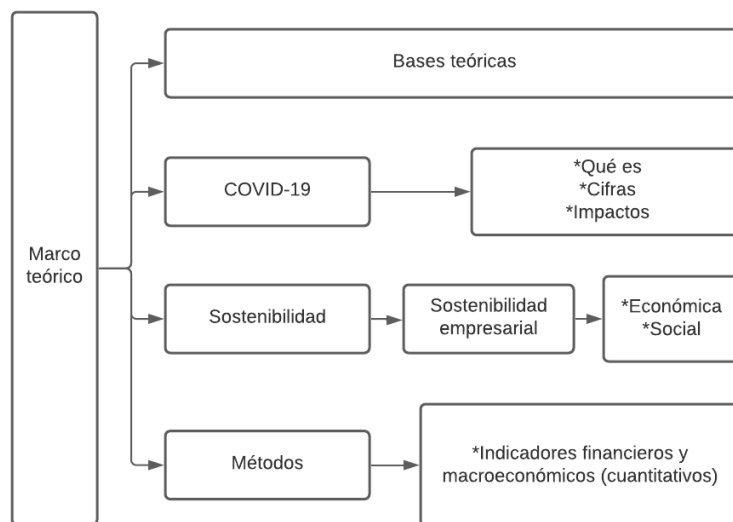 Marco
teórico
Bases teóricas
COVID-19
*Qué es
*Cifras
*Impactos
Sostenibilidad
Sostenibilidad
empresarial
*Económica
*Social
Métodos
*Indicadores financieros y
macroeconómicos (cuantitativos)